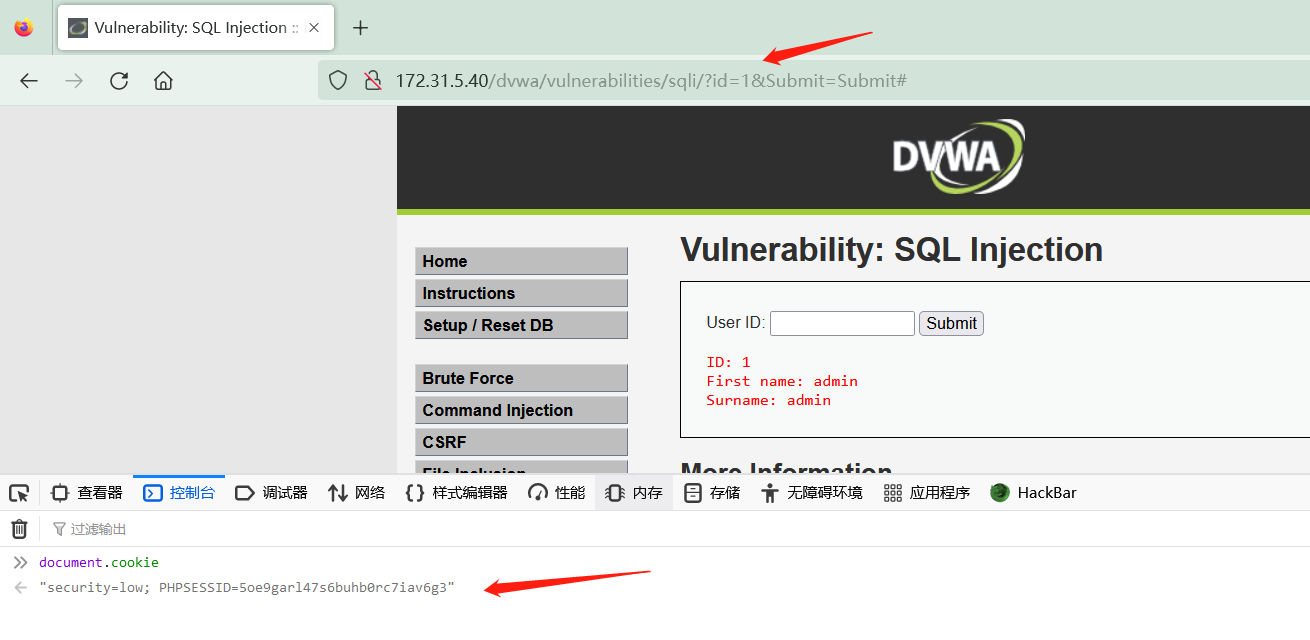 Vulnerability: SQL Injection ::
172.31.5.40/dvwa/vulnerabilities/sqli/?id=1&Submit=Submit#
DVWA
Home
Instructions
Setup / Reset DB
Brute Force
Command Injection
CSRF
File Inclusion
Vulnerability: SQL Injection
User ID: Submit
ID: 1
First name: admin
Surname: admin
More Information
查看器 控制台 调试器 网络 样式编辑器 性能 内存 存储 无障碍环境 应用程序 HackBar
过滤输出
document.cookie
"security=low; PHPSESSID=5oe9garl47s6buhb0rc7iav6g3"